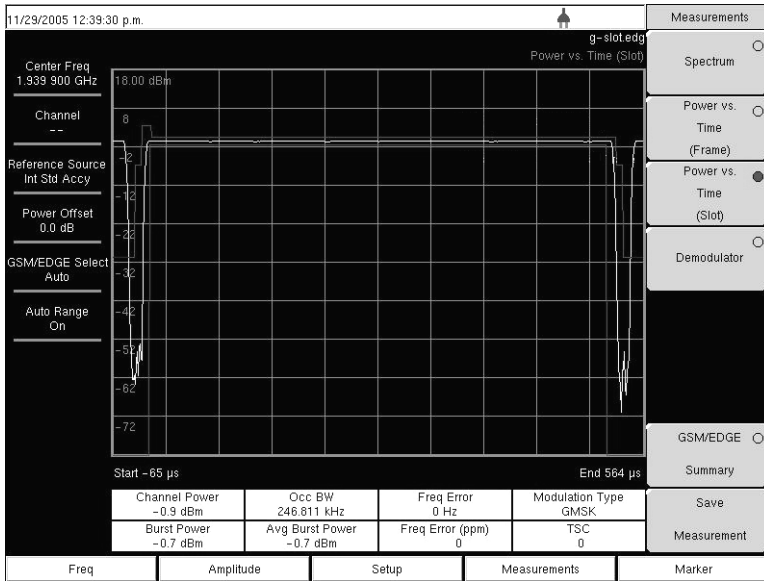 11/29/2005 12:39:30 p.m.
Measurements
g-slot.edg
Power vs. Time (Slot)
Center Freq
1.939 900 GHz
Channel
--
Reference Source
Int Std Accy
Power Offset
0.0 dB
GSM/EDGE Select
Auto
Auto Range
On
18.00 dBm
8
-2
-12
-22
-32
-42
-52
-62
-72
Start -65 µs
End 564 µs
Channel Power
-0.9 dBm
Occ BW
246.811 kHz
Freq Error
0 Hz
Modulation Type
GMSK
Burst Power
-0.7 dBm
Avg Burst Power
-0.7 dBm
Freq Error (ppm)
0
TSC
0
Spectrum
Power vs.
Time
(Frame)
Power vs.
Time
(Slot)
Demodulator
GSM/EDGE
Summary
Save
Measurement
Freq
Amplitude
Setup
Measurements
Marker